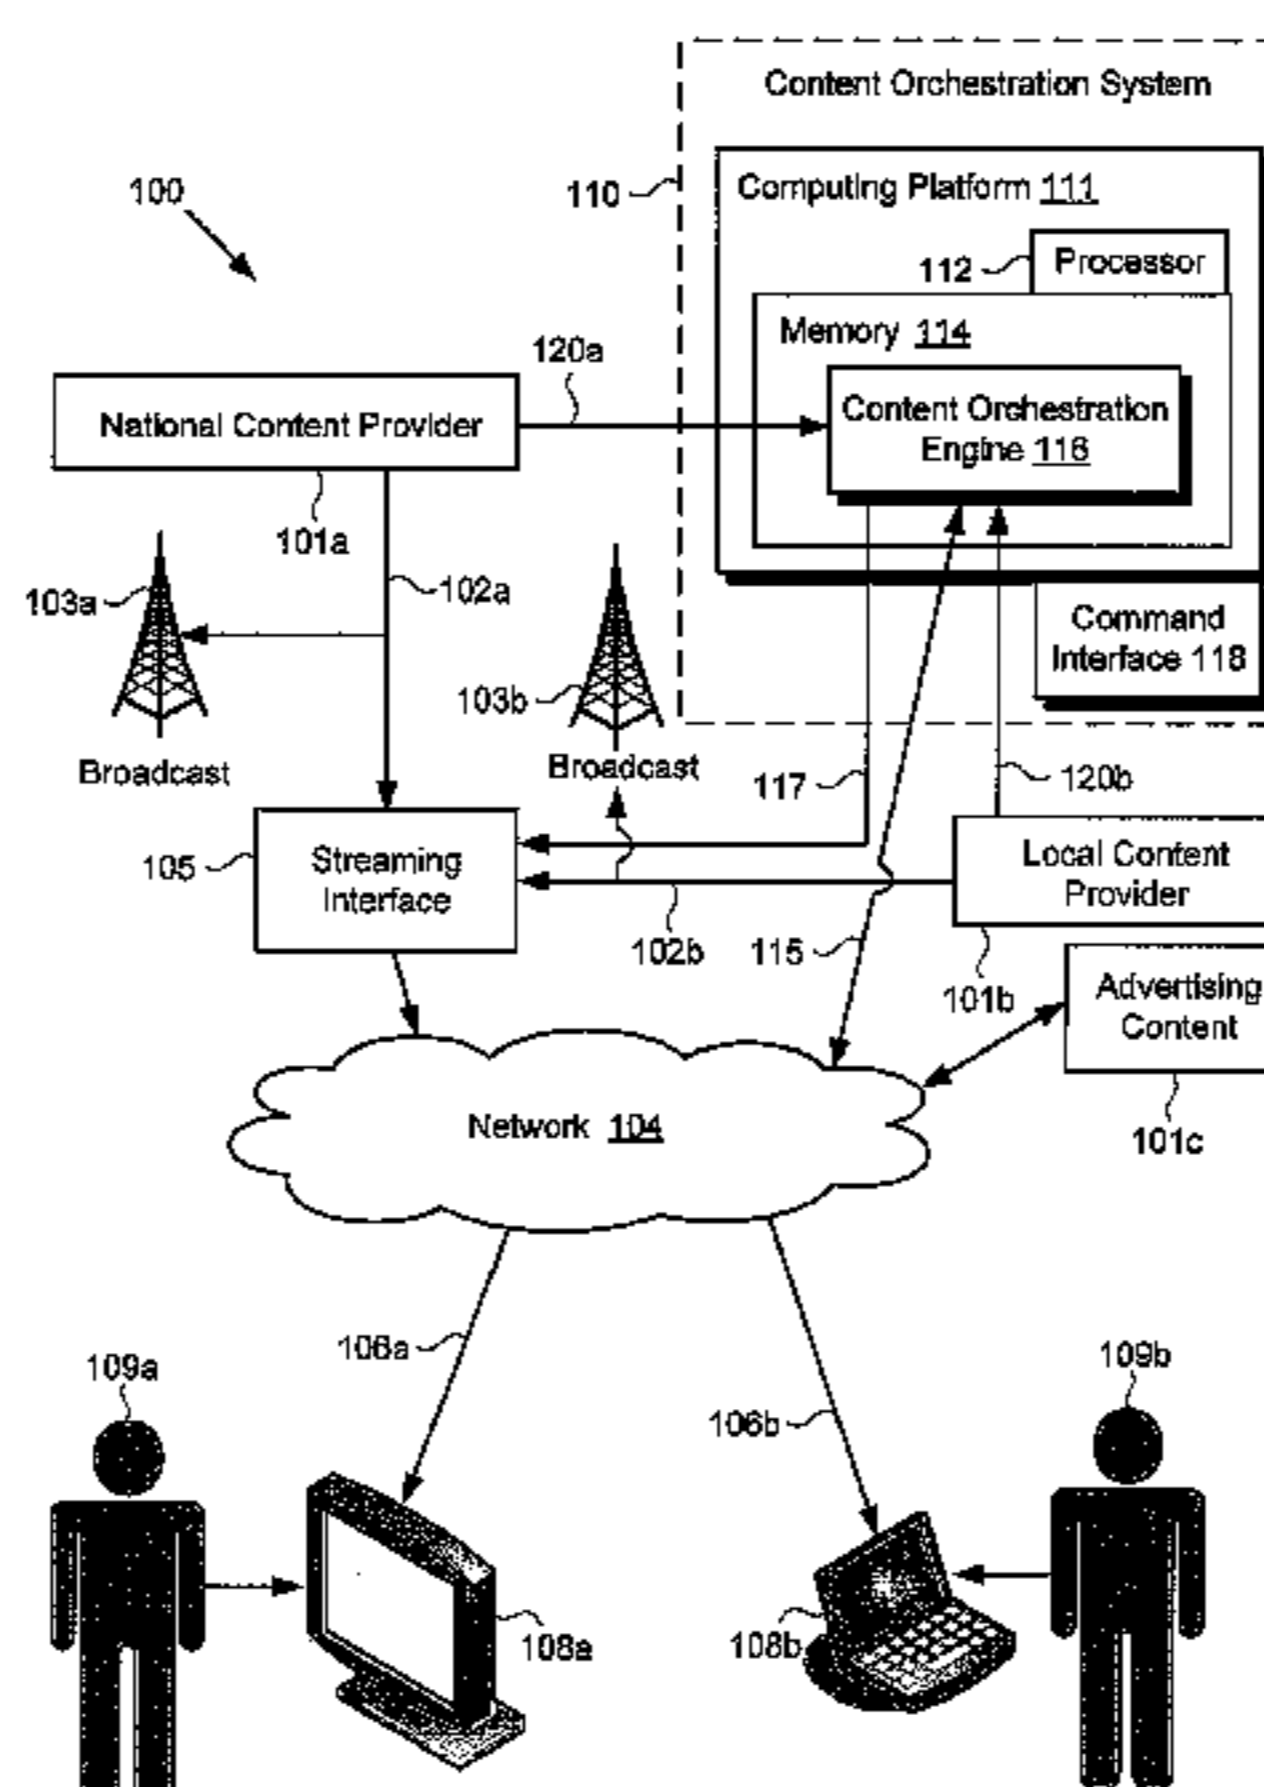 Content Orchestration System
100
110
Computing Platform 111
112
Processor
Memory 114
120a
National Content Provider
Content Orchestration
Engine 116
101a
103a
102a
Command
Interface 118
103b
Broadcast
Broadcast
117
120b
105
Streaming
Interface
Local Content
Provider
102b
115
101b
Advertising
Content
Network 104
101c
106a
109a
109b
106b
108a
108b